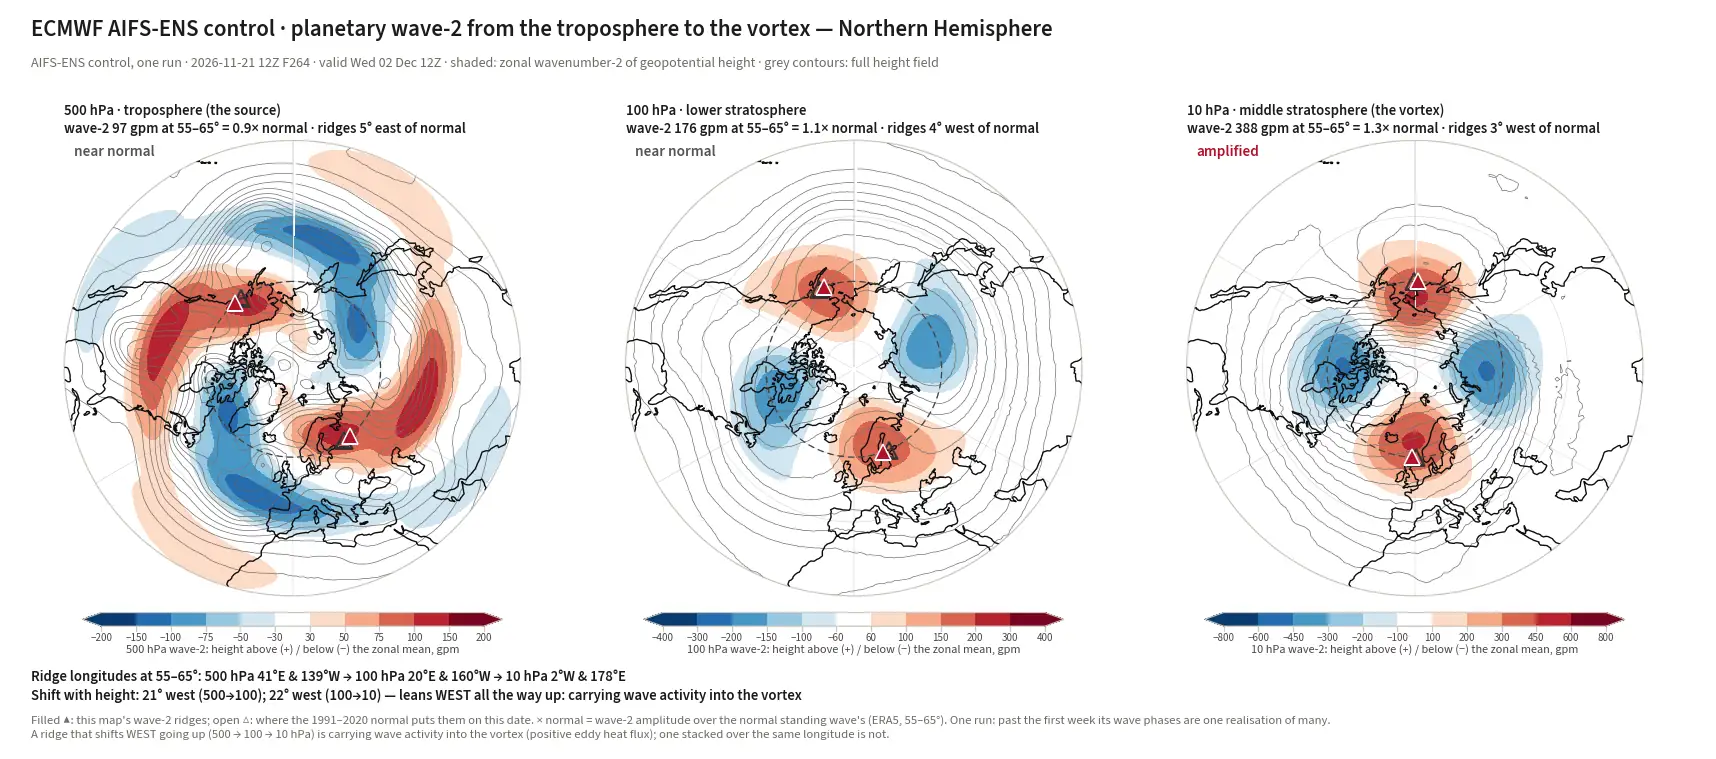 ECMWF AIFS-ENS control · planetary wave-2 from the troposphere to the vortex — Northern Hemisphere
AIFS-ENS control, one run · 2026-11-21 12Z F264 · valid Wed 02 Dec 12Z · shaded: zonal wavenumber-2 of geopotential height · grey contours: full height field
500 hPa · troposphere (the source)
wave-2 97 gpm at 55–65° = 0.9× normal · ridges 5° east of normal
near normal
100 hPa · lower stratosphere
wave-2 176 gpm at 55–65° = 1.1× normal · ridges 4° west of normal
near normal
10 hPa · middle stratosphere (the vortex)
wave-2 388 gpm at 55–65° = 1.3× normal · ridges 3° west of normal
amplified
−200 −150 −100 −75 −50 −30 30 50 75 100 150 200
500 hPa wave-2: height above (+) / below (−) the zonal mean, gpm
−400 −300 −200 −150 −100 −60 60 100 150 200 300 400
100 hPa wave-2: height above (+) / below (−) the zonal mean, gpm
−800 −600 −450 −300 −200 −100 100 200 300 450 600 800
10 hPa wave-2: height above (+) / below (−) the zonal mean, gpm
Ridge longitudes at 55–65°: 500 hPa 41°E & 139°W → 100 hPa 20°E & 160°W → 10 hPa 2°W & 178°E
Shift with height: 21° west (500→100); 22° west (100→10) — leans WEST all the way up: carrying wave activity into the vortex
Filled ▲: this map's wave-2 ridges; open △: where the 1991–2020 normal puts them on this date. × normal = wave-2 amplitude over the normal standing wave's (ERA5, 55–65°). One run: past the first week its wave phases are one realisation of many.
A ridge that shifts WEST going up (500 → 100 → 10 hPa) is carrying wave activity into the vortex (positive eddy heat flux); one stacked over the same longitude is not.